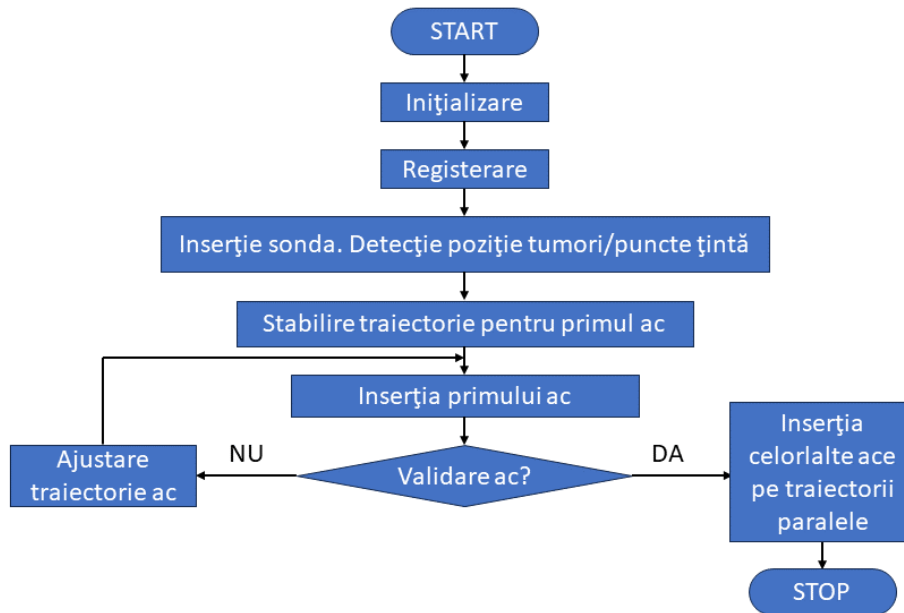 START
Iniţializare
Registerare
Inserţie sonda. Detecţie poziţie tumori/puncte ţintă
Stabilire traiectorie pentru primul ac
Inserţia primului ac
Validare ac?
NU
Ajustare
traiectorie ac
DA
Inserţia
celorlalte ace
pe traiectorii
paralele
STOP